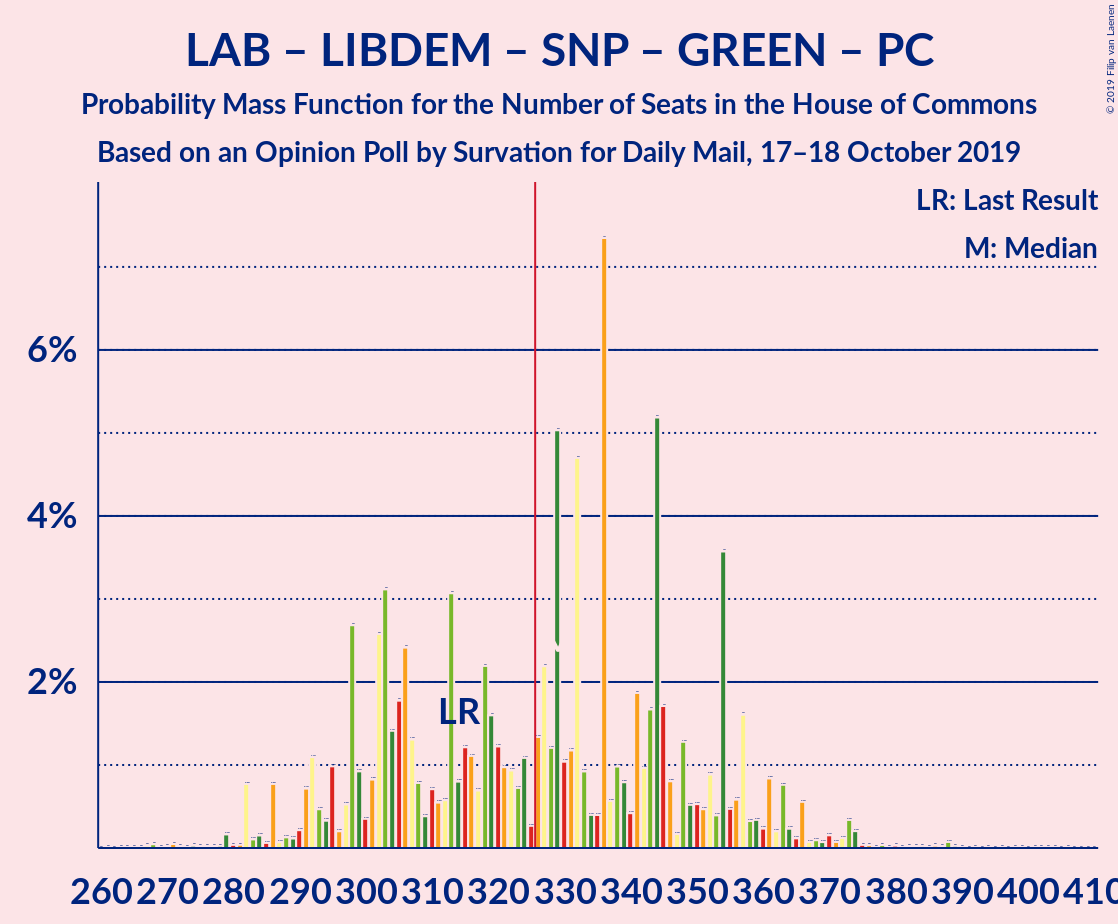 LAB – LIBDEM – SNP – GREEN – PC
Probability Mass Function for the Number of Seats in the House of Commons
Based on an Opinion Poll by Survation for Daily Mail, 17–18 October 2019
© 2019 Filip van Laenen
LR: Last Result
M: Median
6%
4%
2%
LR
260 270 280 290 300 310 320 330 340 350 360 370 380 390 400 410